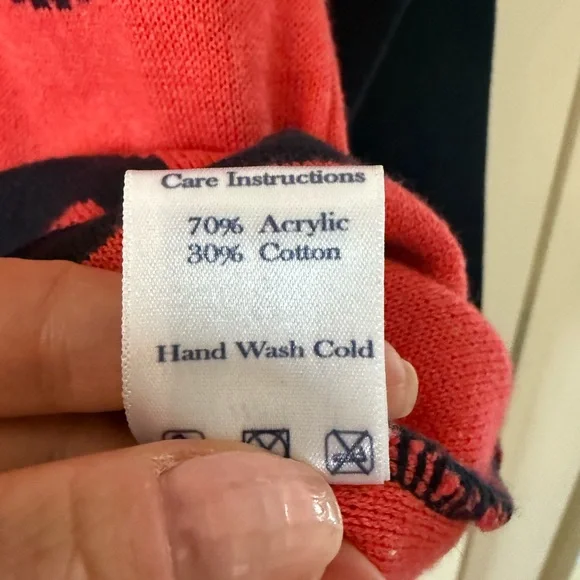 Care Instructions
70% Acrylic
30% Cotton
Hand Wash Cold